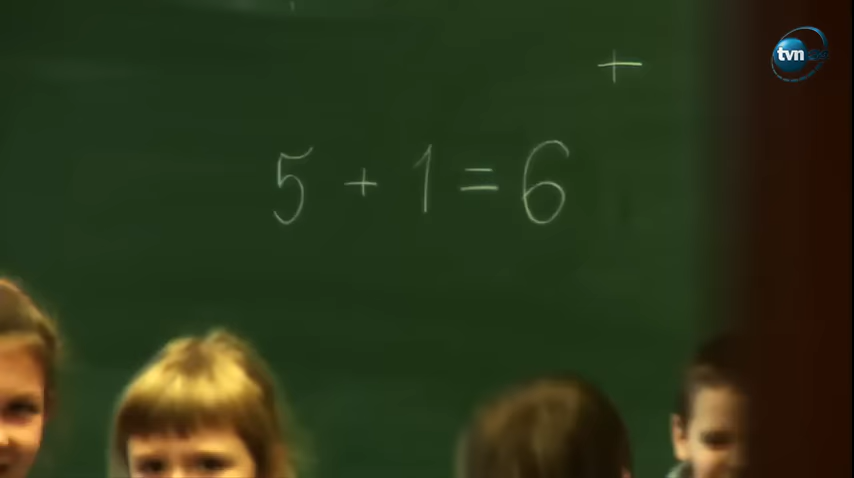 +
5 + 1 = 6
tvn